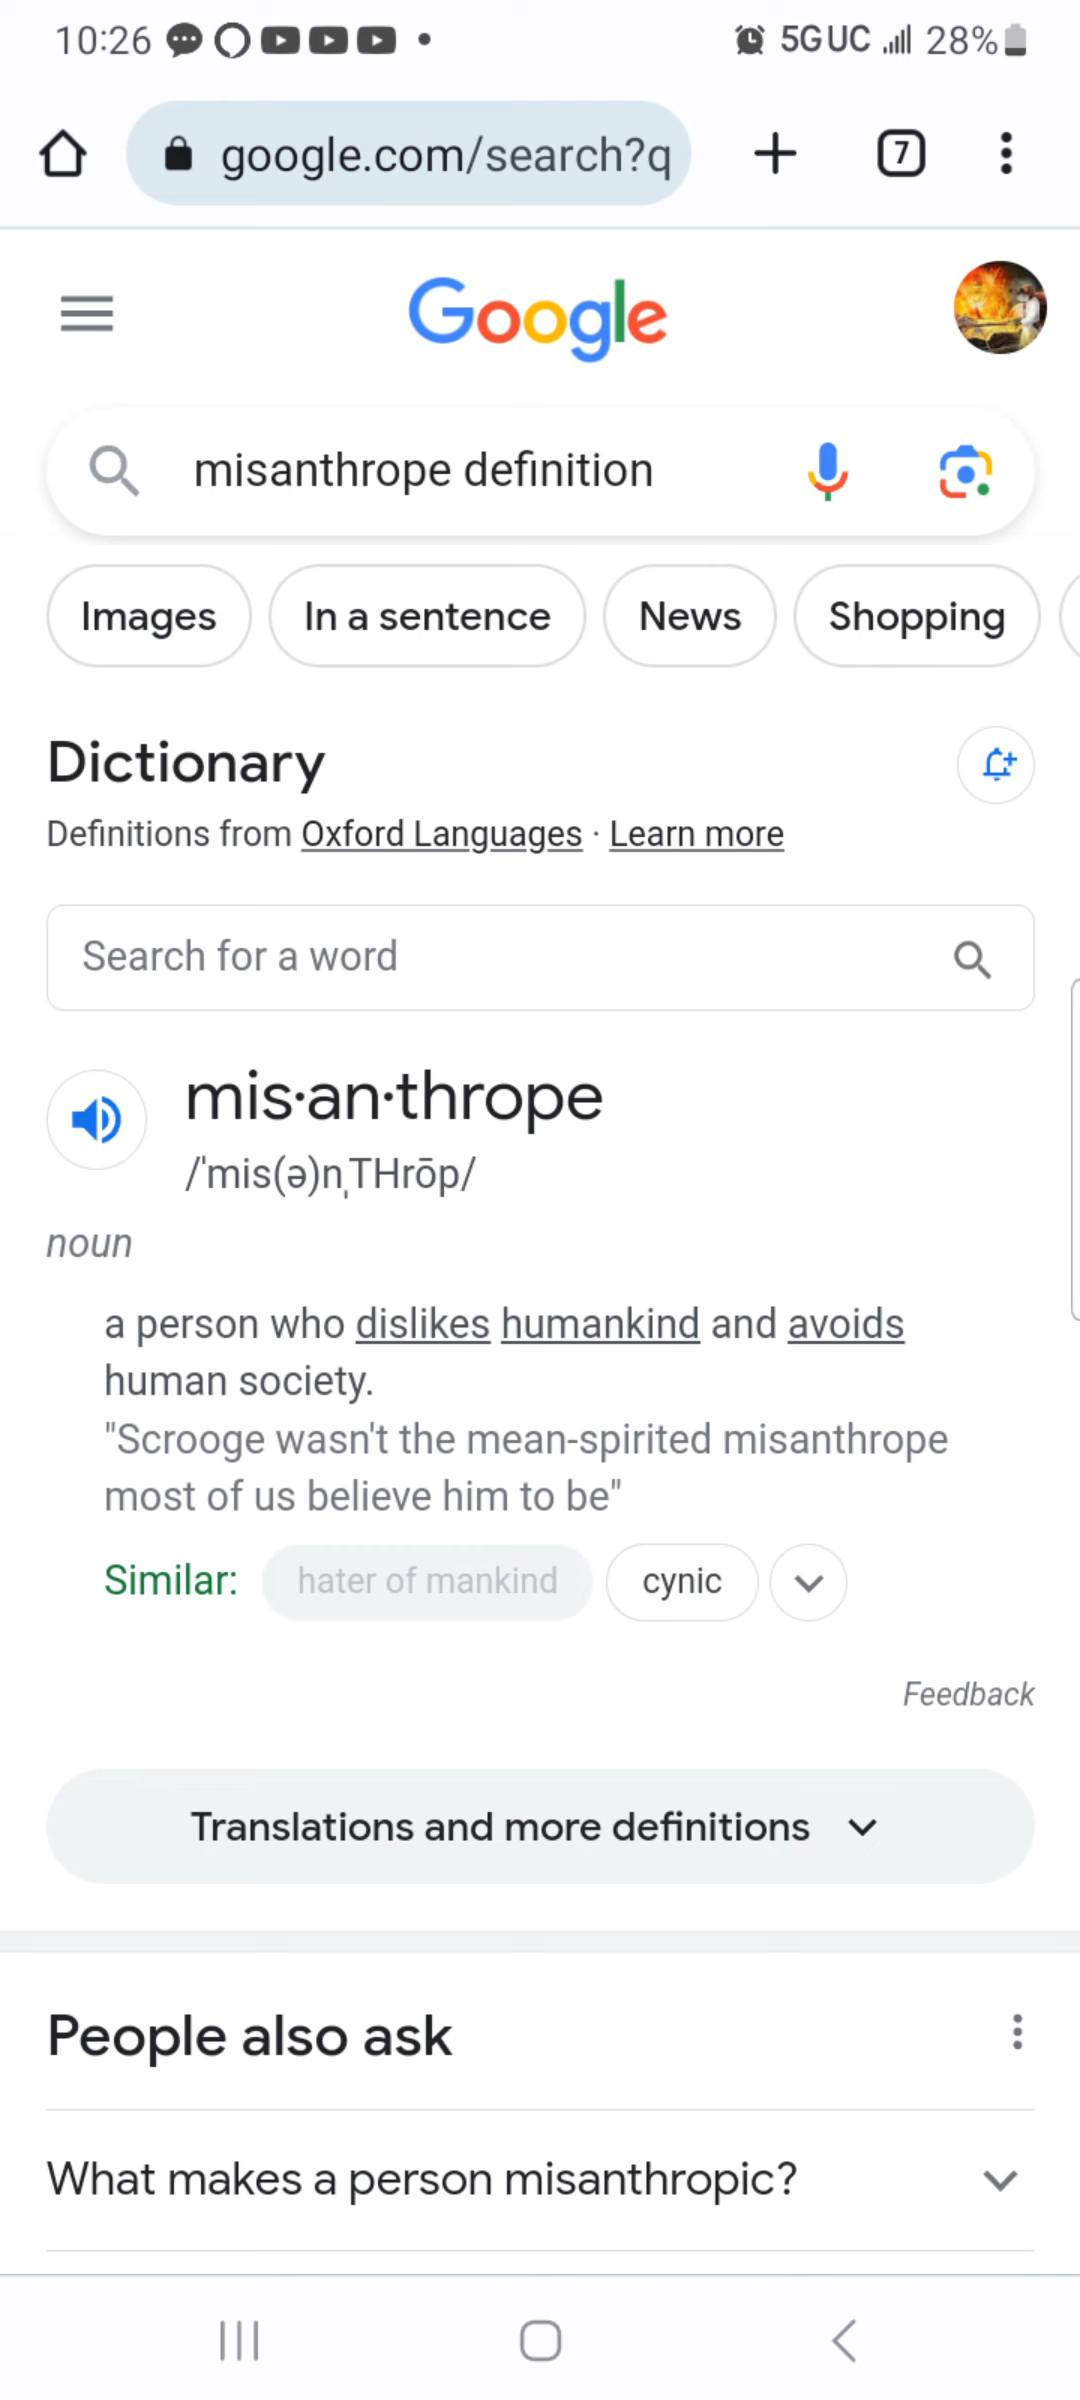 10:26 5G UC 28%
google.com/search?q 7
Google
misanthrope definition
Images In a sentence News Shopping
Dictionary
Definitions from Oxford Languages · Learn more
Search for a word
mis·an·thrope
/ˈmis(ə)nˌTHrōp/
noun
a person who dislikes humankind and avoids
human society.
"Scrooge wasn't the mean-spirited misanthrope
most of us believe him to be"
Similar: hater of mankind cynic
Feedback
Translations and more definitions
People also ask
What makes a person misanthropic?